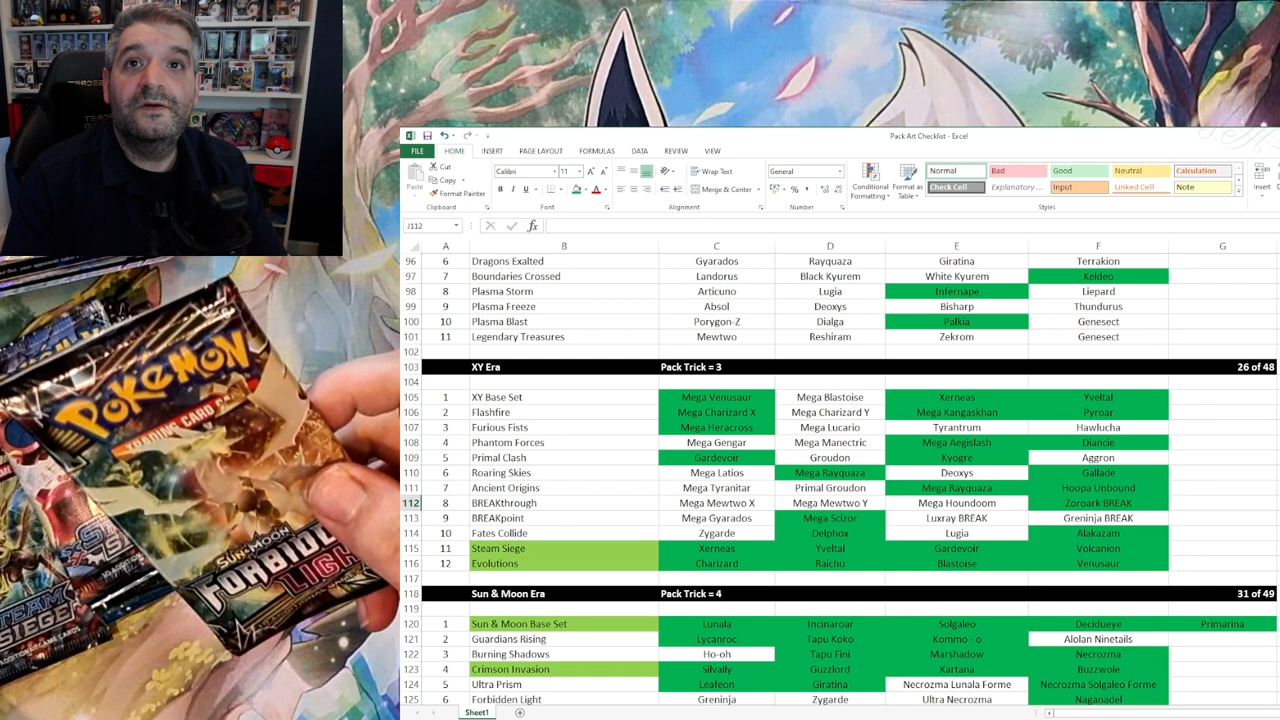 Pack Art Checklist - Excel
FILE HOME INSERT PAGE LAYOUT FORMULAS DATA REVIEW VIEW
Paste
Cut
Copy
Format Painter
Clipboard
Calibri 11
B I U
Font
Wrap Text
Merge & Center
Alignment
General
Number
Conditional Formatting
Format as Table
Normal Bad Good Neutral Calculation
Check Cell Explanatory ... Input Linked Cell Note
Styles
Insert
J112
A B C D E F G
96 6 Dragons Exalted Gyarados Rayquaza Giratina Terrakion
97 7 Boundaries Crossed Landorus Black Kyurem White Kyurem Keldeo
98 8 Plasma Storm Articuno Lugia Infernape Liepard
99 9 Plasma Freeze Absol Deoxys Bisharp Thundurus
100 10 Plasma Blast Porygon-Z Dialga Palkia Genesect
101 11 Legendary Treasures Mewtwo Reshiram Zekrom Genesect
102
103 XY Era Pack Trick = 3 26 of 48
104
105 1 XY Base Set Mega Venusaur Mega Blastoise Xerneas Yveltal
106 2 Flashfire Mega Charizard X Mega Charizard Y Mega Kangaskhan Pyroar
107 3 Furious Fists Mega Heracross Mega Lucario Tyrantrum Hawlucha
108 4 Phantom Forces Mega Gengar Mega Manectric Mega Aegislash Diancie
109 5 Primal Clash Gardevoir Groudon Kyogre Aggron
110 6 Roaring Skies Mega Latios Mega Rayquaza Deoxys Gallade
111 7 Ancient Origins Mega Tyranitar Primal Groudon Mega Rayquaza Hoopa Unbound
112 8 BREAKthrough Mega Mewtwo X Mega Mewtwo Y Mega Houndoom Zoroark BREAK
113 9 BREAKpoint Mega Gyarados Mega Scizor Luxray BREAK Greninja BREAK
114 10 Fates Collide Zygarde Delphox Lugia Alakazam
115 11 Steam Siege Xerneas Yveltal Gardevoir Volcanion
116 12 Evolutions Charizard Raichu Blastoise Venusaur
117
118 Sun & Moon Era Pack Trick = 4 31 of 49
119
120 1 Sun & Moon Base Set Lunala Incinaroar Solgaleo Decidueye Primarina
121 2 Guardians Rising Lycanroc Tapu Koko Kommo - o Alolan Ninetails
122 3 Burning Shadows Ho-oh Tapu Fini Marshadow Necrozma
123 4 Crimson Invasion Silvally Guzzlord Kartana Buzzwole
124 5 Ultra Prism Leafeon Giratina Necrozma Lunala Forme Necrozma Solgaleo Forme
125 6 Forbidden Light Greninja Zygarde Ultra Necrozma Naganadel
Sheet1
POKéMON
SUN & MOON
FORBIDDEN
LIGHT
STEAM
SIEGE